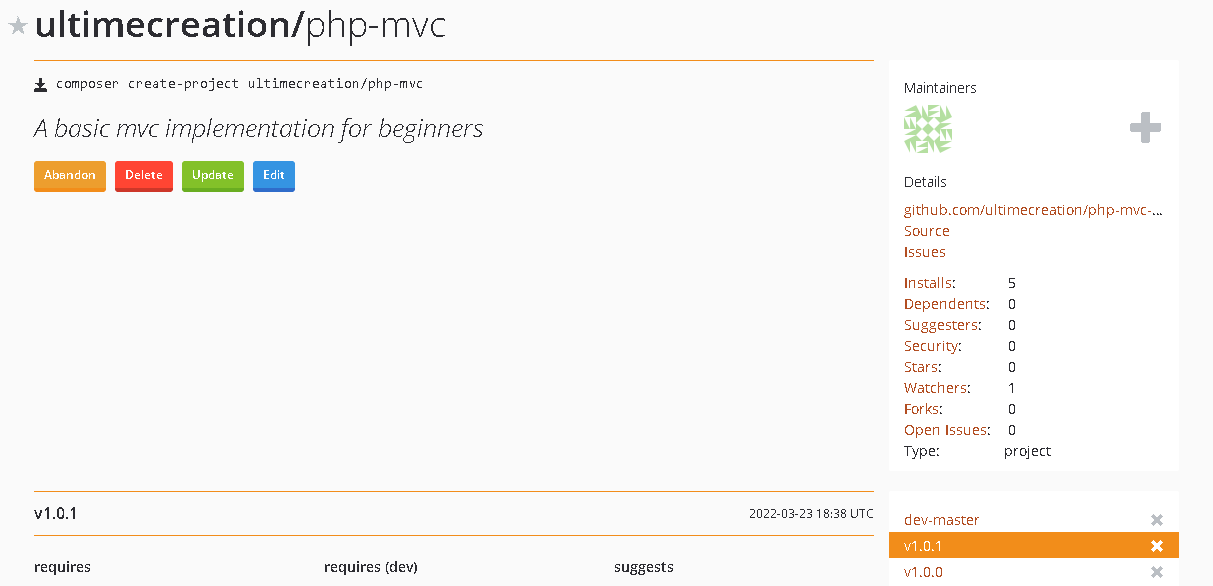 ultimecreation/php-mvc
composer create-project ultimecreation/php-mvc
A basic mvc implementation for beginners
Abandon Delete Update Edit
v1.0.1 2022-03-23 18:38 UTC
requires requires (dev) suggests
Maintainers
Details
github.com/ultimecreation/php-mvc-...
Source
Issues
Installs: 5
Dependents: 0
Suggesters: 0
Security: 0
Stars: 0
Watchers: 1
Forks: 0
Open Issues: 0
Type: project
dev-master
v1.0.1
v1.0.0